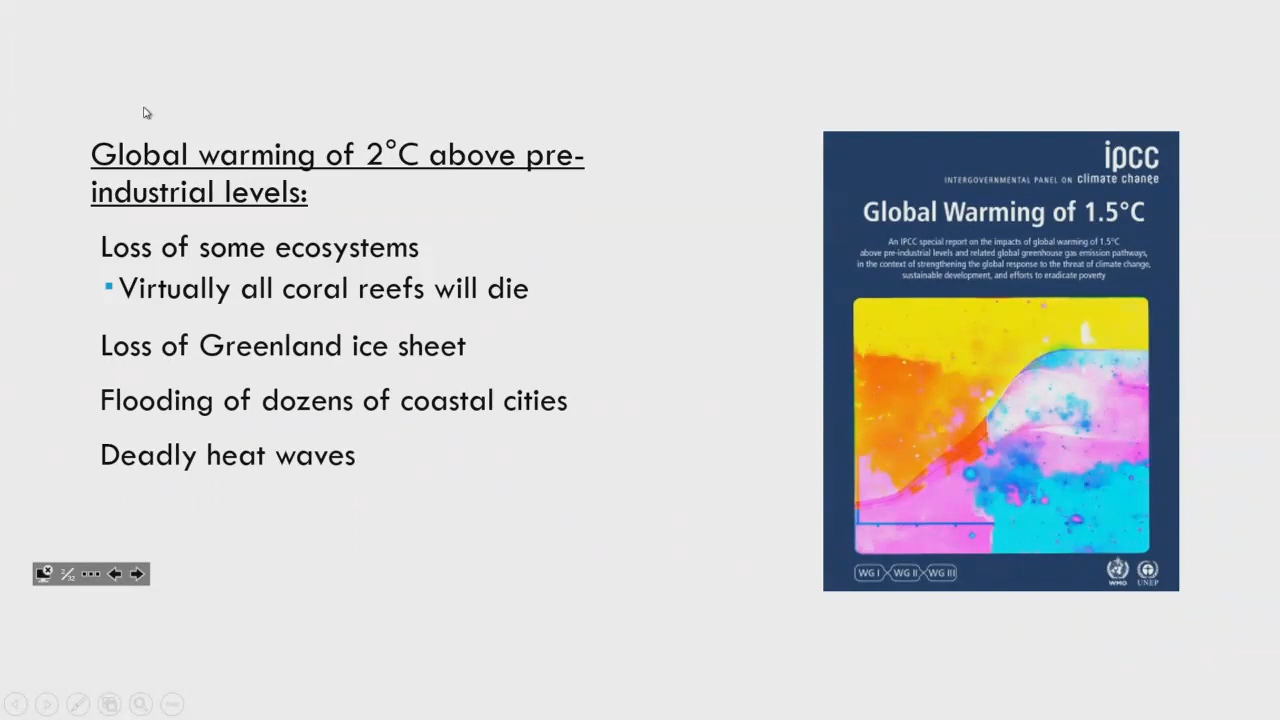 Global warming of 2°C above pre-
industrial levels:
Loss of some ecosystems
▪Virtually all coral reefs will die
Loss of Greenland ice sheet
Flooding of dozens of coastal cities
Deadly heat waves
2/32
ipcc
INTERGOVERNMENTAL PANEL ON climate change
Global Warming of 1.5°C
An IPCC special report on the impacts of global warming of 1.5°C
above pre-industrial levels and related global greenhouse gas emission pathways,
in the context of strengthening the global response to the threat of climate change,
sustainable development, and efforts to eradicate poverty
WG I WG II WG III
WMO UNEP